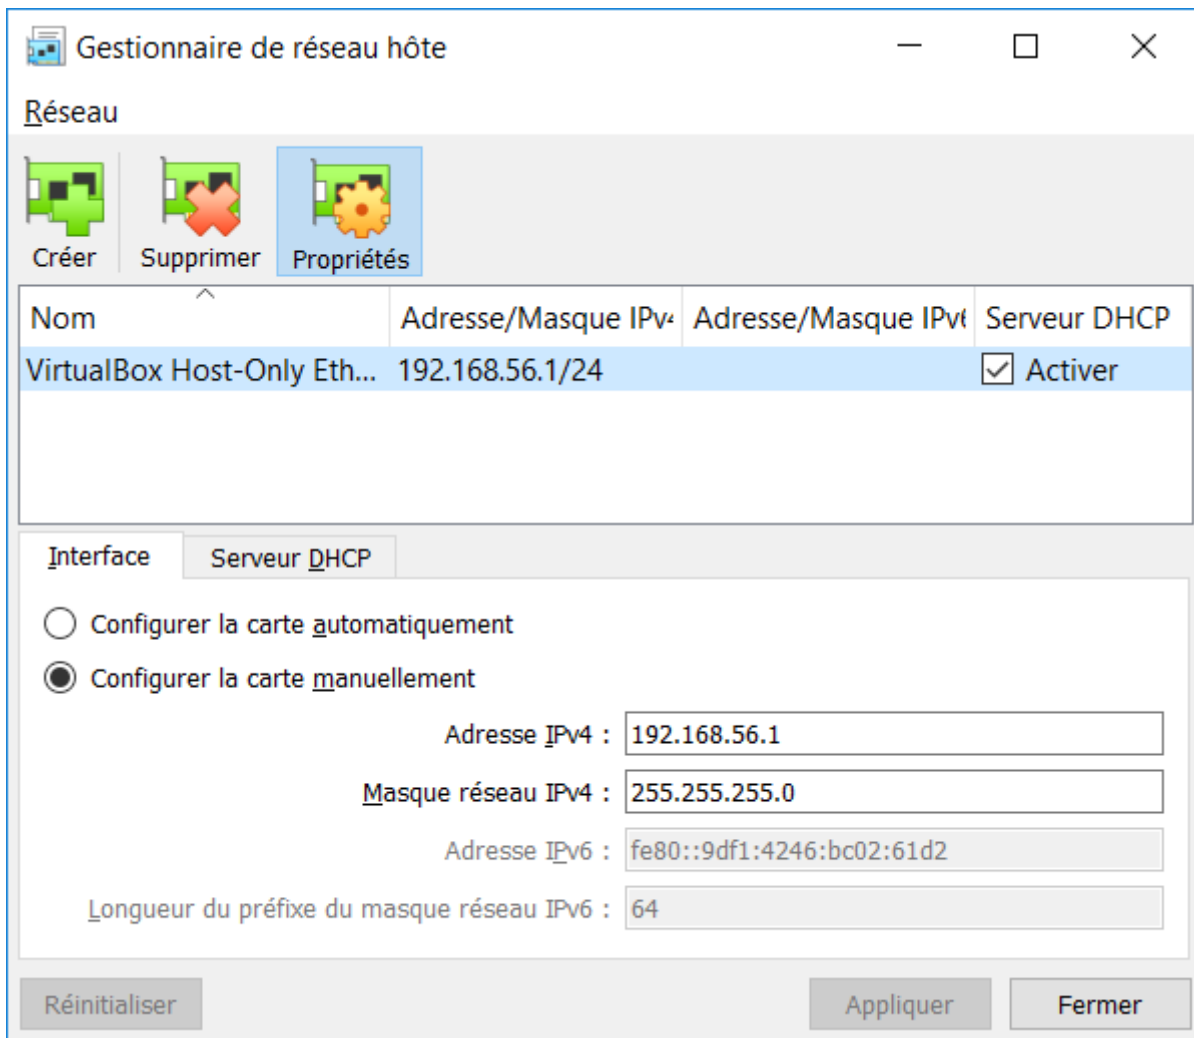 Gestionnaire de réseau hôte
Réseau
Créer Supprimer Propriétés
Nom Adresse/Masque IPv4 Adresse/Masque IPv6 Serveur DHCP
VirtualBox Host-Only Eth... 192.168.56.1/24 Activer
Interface Serveur DHCP
Configurer la carte automatiquement
Configurer la carte manuellement
Adresse IPv4 : 192.168.56.1
Masque réseau IPv4 : 255.255.255.0
Adresse IPv6 : fe80::9df1:4246:bc02:61d2
Longueur du préfixe du masque réseau IPv6 : 64
Réinitialiser Appliquer Fermer